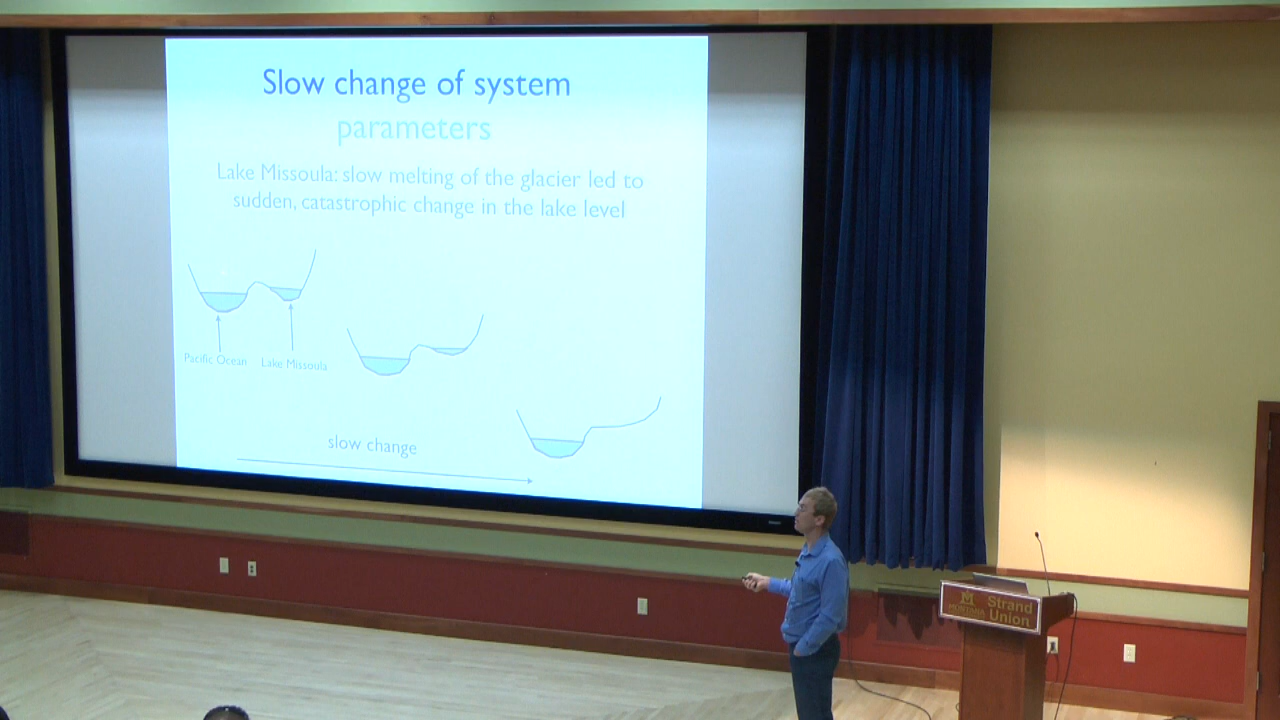 Slow change of system
parameters
Lake Missoula: slow melting of the glacier led to
sudden, catastrophic change in the lake level
Pacific Ocean
Lake Missoula
slow change
M
MONTANA
Strand
Union